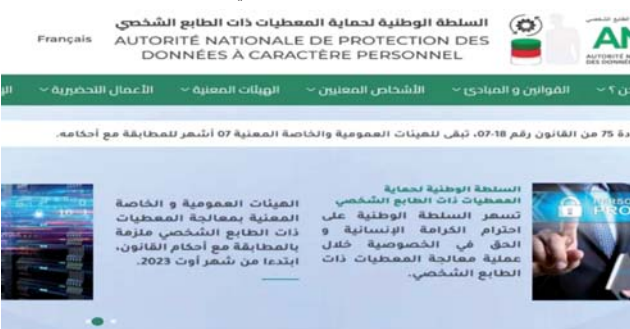 السلطة الوطنية لحماية المعطيات ذات الطابع الشخصي
AUTORITÉ NATIONALE DE PROTECTION DES
DONNÉES À CARACTÈRE PERSONNEL
Français
القوانين و المبادئ
الأشخاص المعنيين
الهيئات المعنية
الأعمال التحضيرية
75 من القانون رقم 18-07، تبقى للهيئات العمومية والخاصة المعنية 07 أشهر للمطابقة مع أحكامه.
السلطة الوطنية لحماية
المعطيات ذات الطابع الشخصي
تسهر السلطة الوطنية على
احترام الكرامة الإنسانية و
الحق في الخصوصية خلال
عملية معالجة المعطيات ذات
الطابع الشخصي.
الهيئات العمومية و الخاصة
المعنية بمعالجة المعطيات
ذات الطابع الشخصي ملزمة
بالمطابقة مع أحكام القانون،
ابتدءا من شهر أوت 2023.